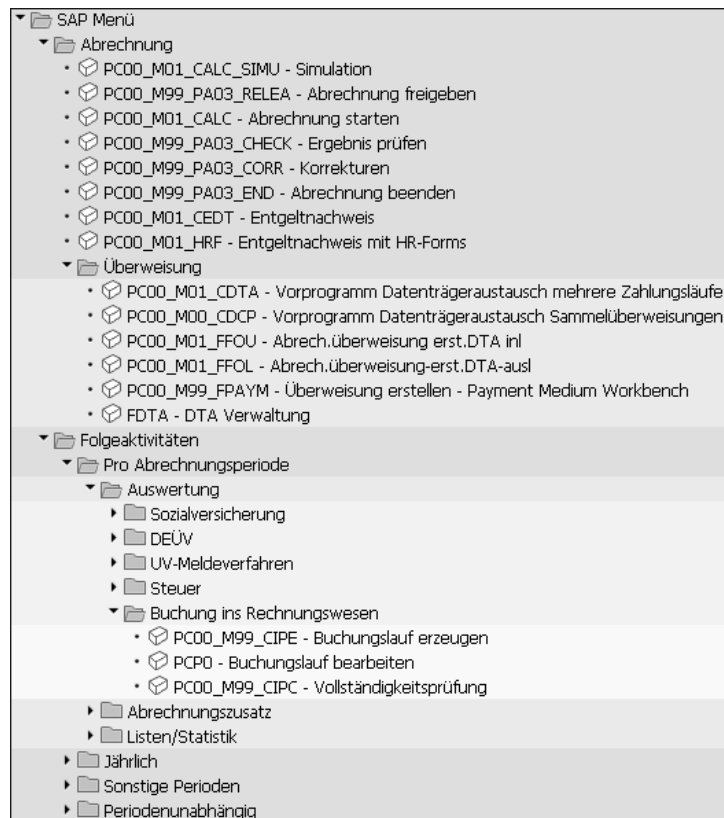 SAP Menü
Abrechnung
PC00_M01_CALC_SIMU - Simulation
PC00_M99_PA03_RELEA - Abrechnung freigeben
PC00_M01_CALC - Abrechnung starten
PC00_M99_PA03_CHECK - Ergebnis prüfen
PC00_M99_PA03_CORR - Korrekturen
PC00_M99_PA03_END - Abrechnung beenden
PC00_M01_CEDT - Entgeltnachweis
PC00_M01_HRF - Entgeltnachweis mit HR-Forms
Überweisung
PC00_M01_CDTA - Vorprogramm Datenträgeraustausch mehrere Zahlungsläufe
PC00_M00_CDCP - Vorprogramm Datenträgeraustausch Sammelüberweisungen
PC00_M01_FFOU - Abrech.überweisung erst.DTA inl
PC00_M01_FFOL - Abrech.überweisung-erst.DTA-ausl
PC00_M99_FPAYM - Überweisung erstellen - Payment Medium Workbench
FDTA - DTA Verwaltung
Folgeaktivitäten
Pro Abrechnungsperiode
Auswertung
Sozialversicherung
DEÜV
UV-Meldeverfahren
Steuer
Buchung ins Rechnungswesen
PC00_M99_CIPE - Buchungslauf erzeugen
PCP0 - Buchungslauf bearbeiten
PC00_M99_CIPC - Vollständigkeitsprüfung
Abrechnungszusatz
Listen/Statistik
Jährlich
Sonstige Perioden
Periodenunabhängig